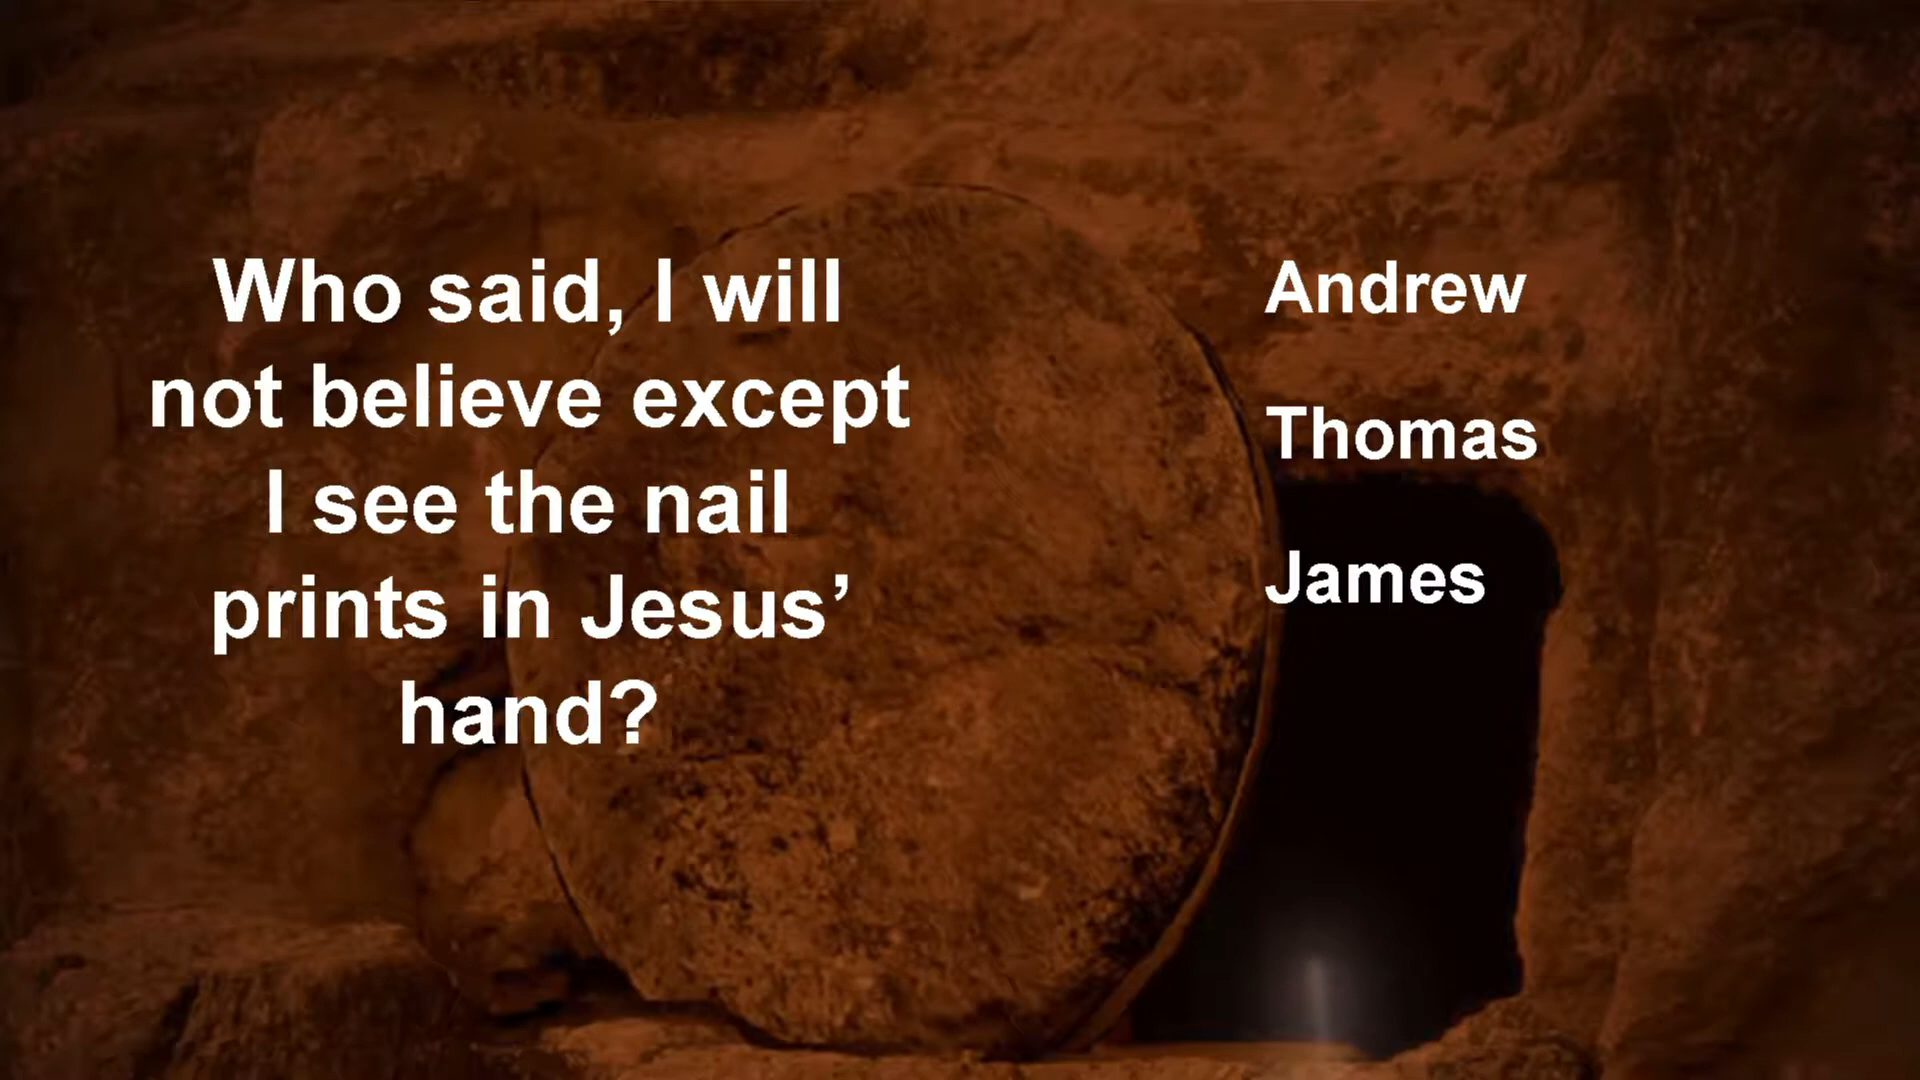 Who said, I will
not believe except
I see the nail
prints in Jesus’
hand?
Andrew
Thomas
James